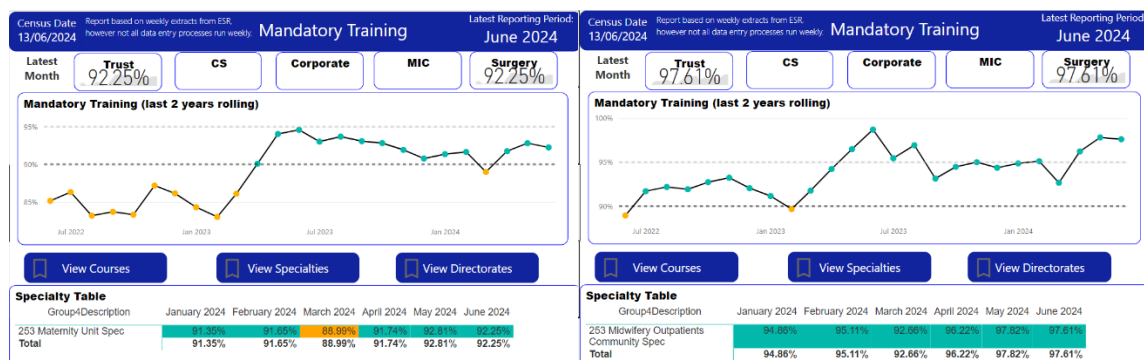 Census Date
13/06/2024
Report based on weekly extracts from ESR,
however not all data entry processes run weekly.
Mandatory Training
Latest Reporting Period:
June 2024
Latest
Month
Trust
92.25%
CS
Corporate
MIC
Surgery
92.25%
Mandatory Training (last 2 years rolling)
95%
90%
85%
Jul 2022
Jan 2023
Jul 2023
Jan 2024
View Courses
View Specialties
View Directorates
Specialty Table
Group4Description January 2024 February 2024 March 2024 April 2024 May 2024 June 2024
253 Maternity Unit Spec 91.35% 91.65% 88.99% 91.74% 92.81% 92.25%
Total 91.35% 91.65% 88.99% 91.74% 92.81% 92.25%
Census Date
13/06/2024
Report based on weekly extracts from ESR,
however not all data entry processes run weekly.
Mandatory Training
Latest Reporting Period:
June 2024
Latest
Month
Trust
97.61%
CS
Corporate
MIC
Surgery
97.61%
Mandatory Training (last 2 years rolling)
100%
95%
90%
Jul 2022
Jan 2023
Jul 2023
Jan 2024
View Courses
View Specialties
View Directorates
Specialty Table
Group4Description January 2024 February 2024 March 2024 April 2024 May 2024 June 2024
253 Midwifery Outpatients 94.86% 95.11% 92.66% 96.22% 97.82% 97.61%
Community Spec
Total 94.86% 95.11% 92.66% 96.22% 97.82% 97.61%